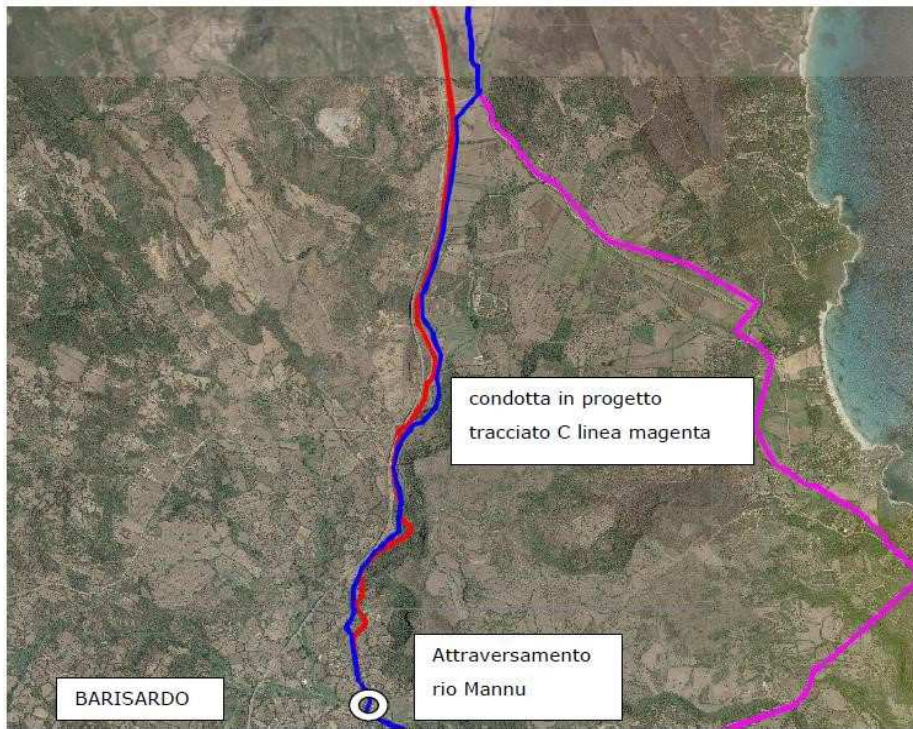 condotta in progetto
tracciato C linea magenta
Attraversamento
rio Mannu
BARISARDO